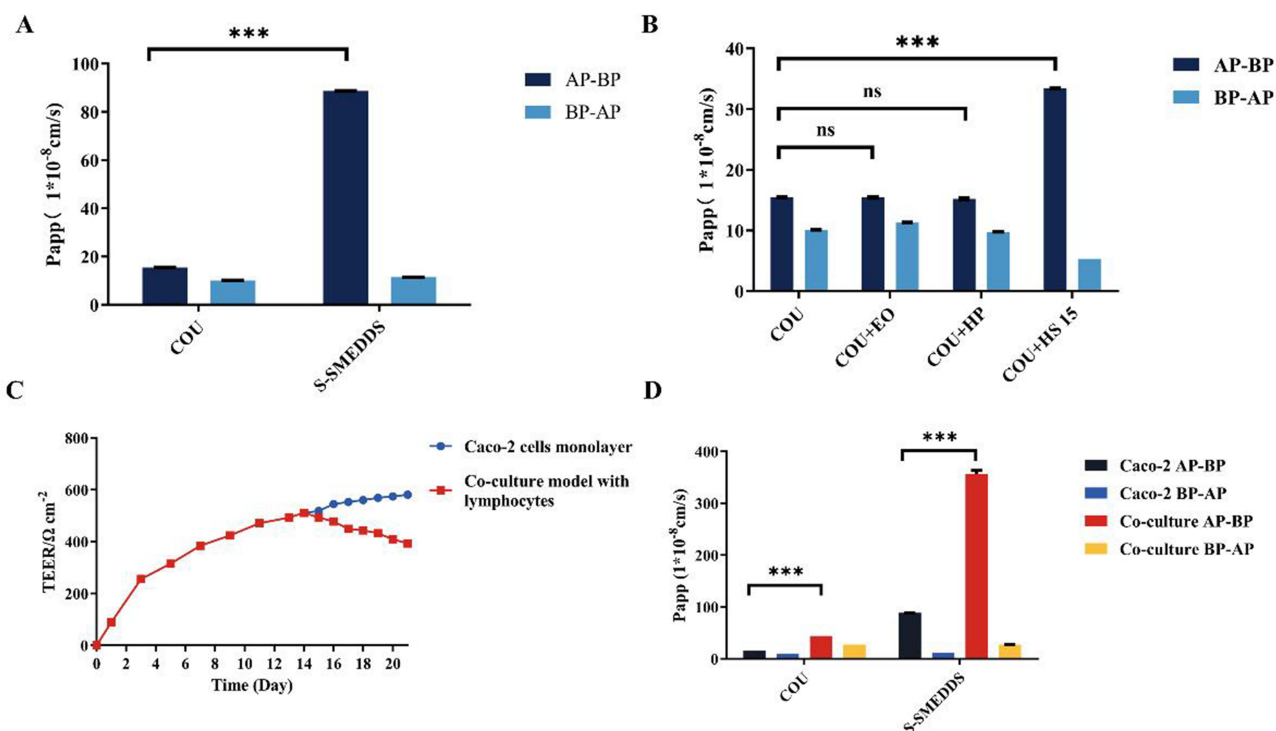 A
***
Papp( 1*10-8cm/s)
100
80
60
40
20
0
COU
S-SMEDDS
AP-BP
BP-AP
B
***
ns
ns
Papp( 1*10-8cm/s)
40
30
20
10
0
COU
COU+EO
COU+HP
COU+HS 15
AP-BP
BP-AP
C
TEER/Ω cm-2
800
600
400
200
0
0 2 4 6 8 10 12 14 16 18 20
Time (Day)
Caco-2 cells monolayer
Co-culture model with
lymphocytes
D
***
***
Papp (1*10-8cm/s)
400
300
200
100
0
COU
S-SMEDDS
Caco-2 AP-BP
Caco-2 BP-AP
Co-culture AP-BP
Co-culture BP-AP